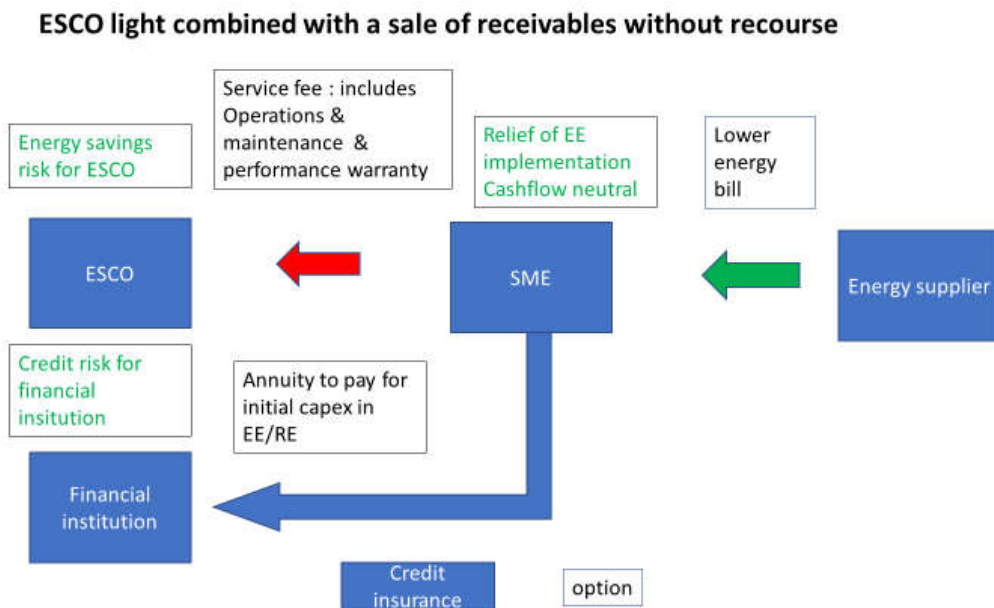 ESCO light combined with a sale of receivables without recourse
Service fee : includes
Operations &
maintenance &
performance warranty
Energy savings
risk for ESCO
Relief of EE
implementation
Cashflow neutral
Lower
energy
bill
ESCO
SME
Energy supplier
Credit risk for
financial
insitution
Annuity to pay for
initial capex in
EE/RE
Financial
institution
Credit
insurance
option